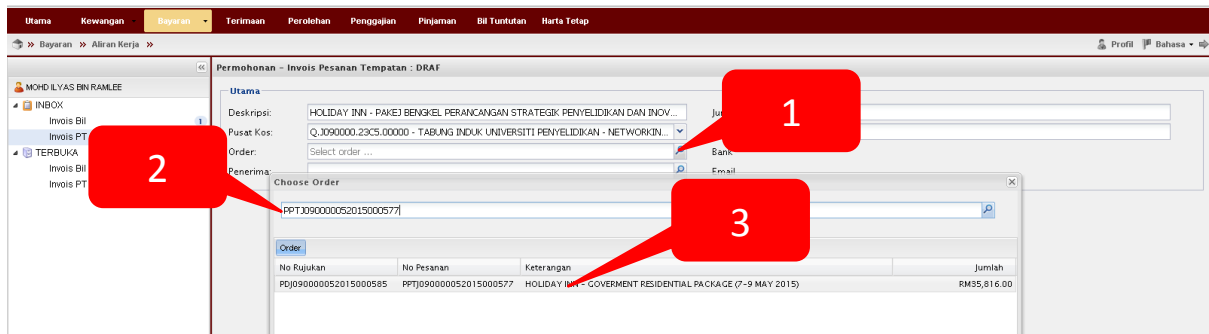 Utama Kewangan Bayaran Terimaan Perolehan Penggajian Pinjaman Bil Tuntutan Harta Tetap
» Bayaran » Aliran Kerja » Profil Bahasa
Permohonan - Invois Pesanan Tempatan : DRAF
MOHD ILYAS BIN RAMLEE
INBOX
Invois Bil 1
Invois PT
TERBUKA
Invois Bil
Invois PT
Utama
Deskripsi: HOLIDAY INN - PAKEJ BENGKEL PERANCANGAN STRATEGIK PENYELIDIKAN DAN INOV...
Pusat Kos: Q.J090000.23C5.00000 - TABUNG INDUK UNIVERSITI PENYELIDIKAN - NETWORKIN...
Order: Select order ... Bank
Penerima: Email
1
2
3
Choose Order
PPTJ090000052015000577
Order
No Rujukan No Pesanan Keterangan Jumlah
PDJ090000052015000585 PPTJ090000052015000577 HOLIDAY INN - GOVERMENT RESIDENTIAL PACKAGE (7-9 MAY 2015) RM35,816.00